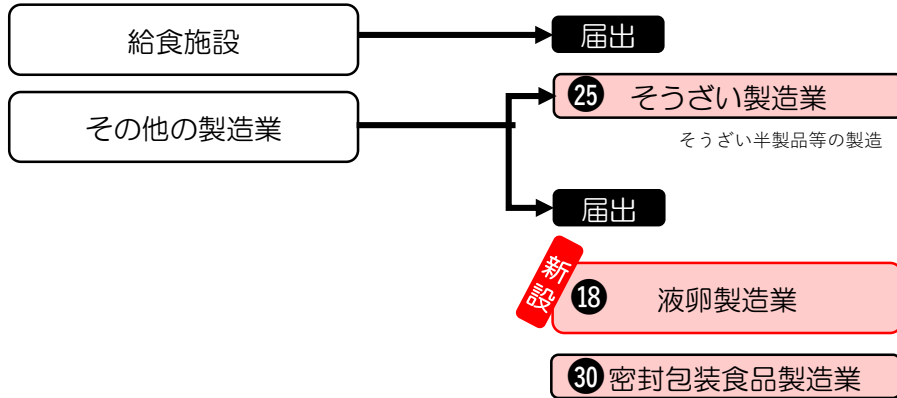 給食施設
届出
その他の製造業
㉕ そうざい製造業
そうざい半製品等の製造
届出
新設
⓲ 液卵製造業
㉚ 密封包装食品製造業